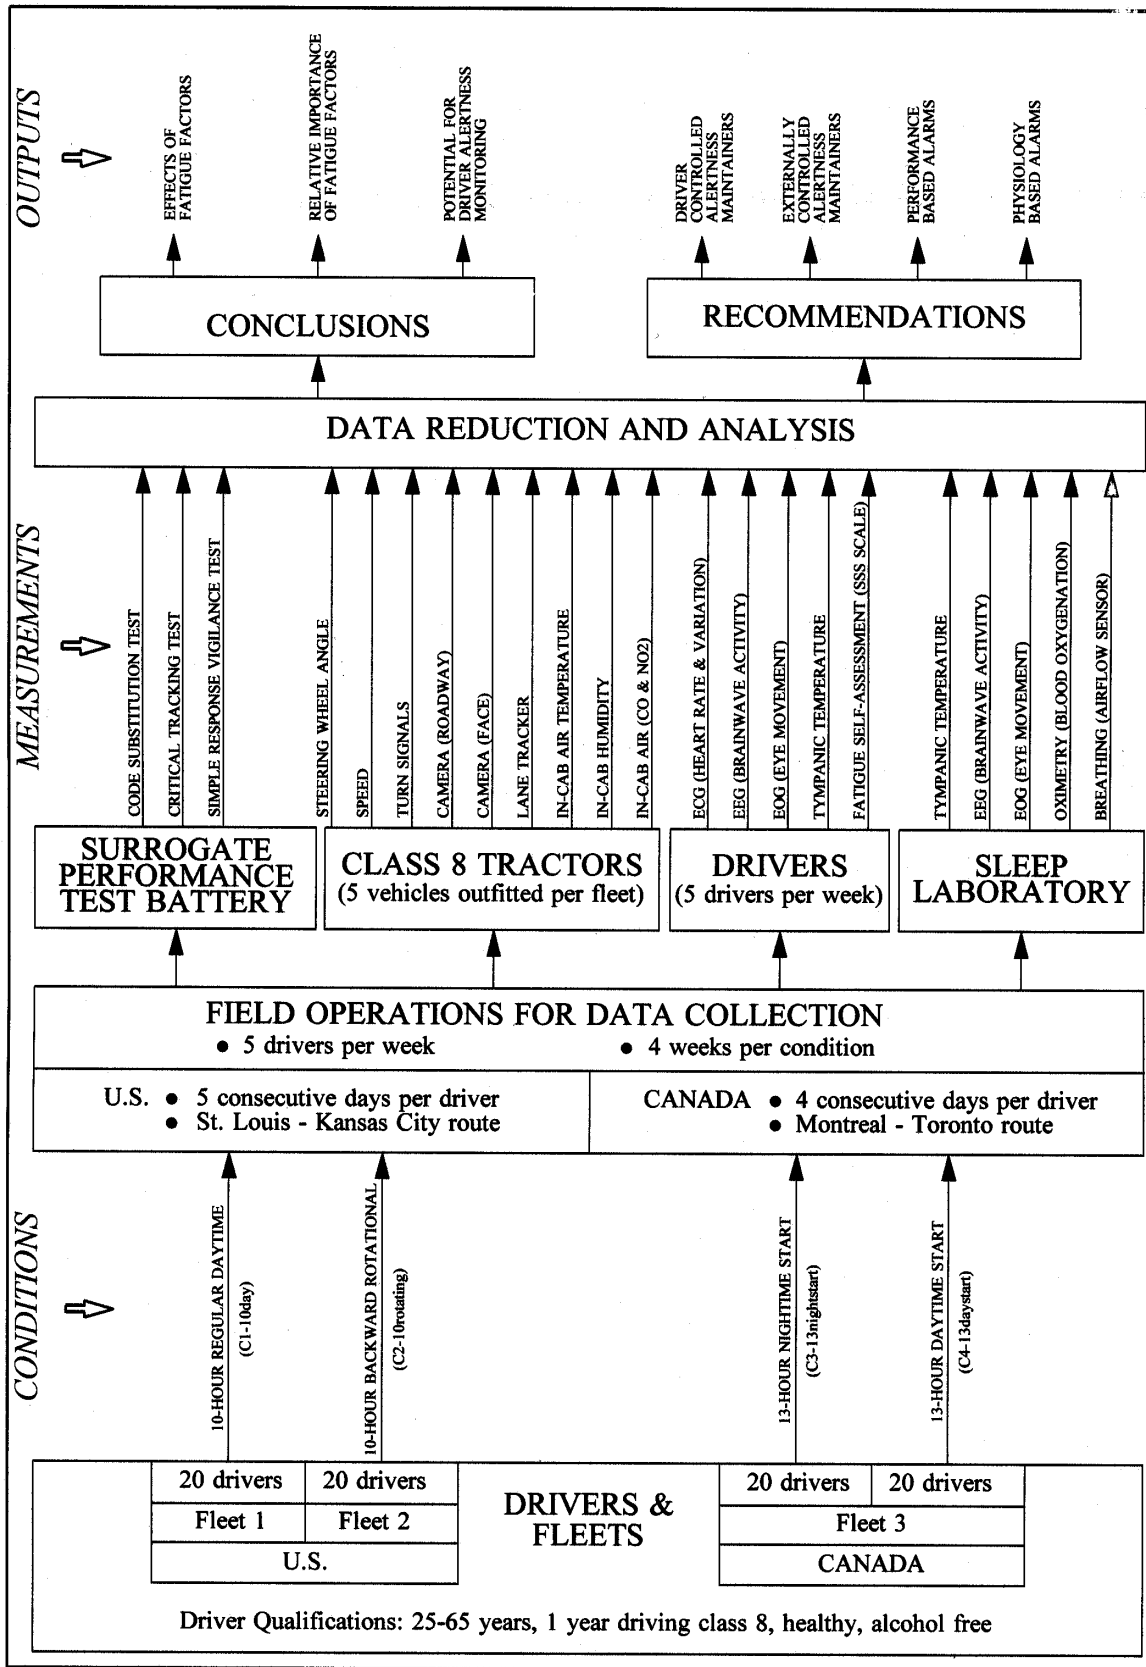 OUTPUTS
EFFECTS OF
FATIGUE FACTORS
RELATIVE IMPORTANCE
OF FATIGUE FACTORS
POTENTIAL FOR
DRIVER ALERTNESS
MONITORING
DRIVER
CONTROLLED
ALERTNESS
MAINTAINERS
EXTERNALLY
CONTROLLED
ALERTNESS
MAINTAINERS
PERFORMANCE
BASED ALARMS
PHYSIOLOGY
BASED ALARMS
CONCLUSIONS
RECOMMENDATIONS
DATA REDUCTION AND ANALYSIS
MEASUREMENTS
CODE SUBSTITUTION TEST
CRITICAL TRACKING TEST
SIMPLE RESPONSE VIGILANCE TEST
STEERING WHEEL ANGLE
SPEED
TURN SIGNALS
CAMERA (ROADWAY)
CAMERA (FACE)
LANE TRACKER
IN-CAB AIR TEMPERATURE
IN-CAB HUMIDITY
IN-CAB AIR (CO & NO2)
ECG (HEART RATE & VARIATION)
EEG (BRAINWAVE ACTIVITY)
EOG (EYE MOVEMENT)
TYMPANIC TEMPERATURE
FATIGUE SELF-ASSESSMENT (SSS SCALE)
TYMPANIC TEMPERATURE
EEG (BRAINWAVE ACTIVITY)
EOG (EYE MOVEMENT)
OXIMETRY (BLOOD OXYGENATION)
BREATHING (AIRFLOW SENSOR)
SURROGATE
PERFORMANCE
TEST BATTERY
CLASS 8 TRACTORS
(5 vehicles outfitted per fleet)
DRIVERS
(5 drivers per week)
SLEEP
LABORATORY
FIELD OPERATIONS FOR DATA COLLECTION
● 5 drivers per week
● 4 weeks per condition
U.S. ● 5 consecutive days per driver
● St. Louis - Kansas City route
CANADA ● 4 consecutive days per driver
● Montreal - Toronto route
CONDITIONS
10-HOUR REGULAR DAYTIME
(C1-10day)
10-HOUR BACKWARD ROTATIONAL
(C2-10rotating)
13-HOUR NIGHTIME START
(C3-13nightstart)
13-HOUR DAYTIME START
(C4-13daystart)
20 drivers
20 drivers
Fleet 1
Fleet 2
U.S.
DRIVERS &
FLEETS
20 drivers
20 drivers
Fleet 3
CANADA
Driver Qualifications: 25-65 years, 1 year driving class 8, healthy, alcohol free